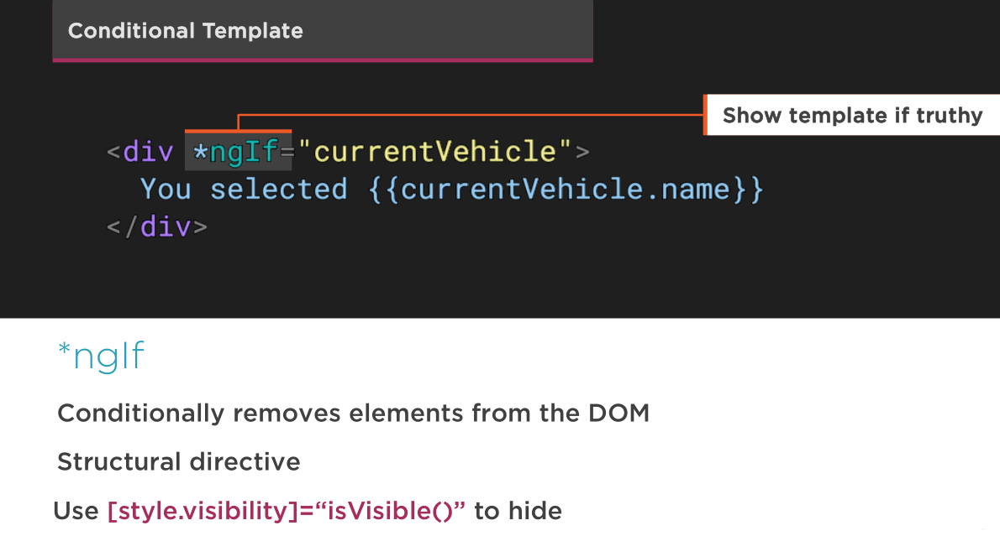 Conditional Template
Show template if truthy
<div *ngIf="currentVehicle">
You selected {{currentVehicle.name}}
</div>
*ngIf
Conditionally removes elements from the DOM
Structural directive
Use [style.visibility]=“isVisible()” to hide